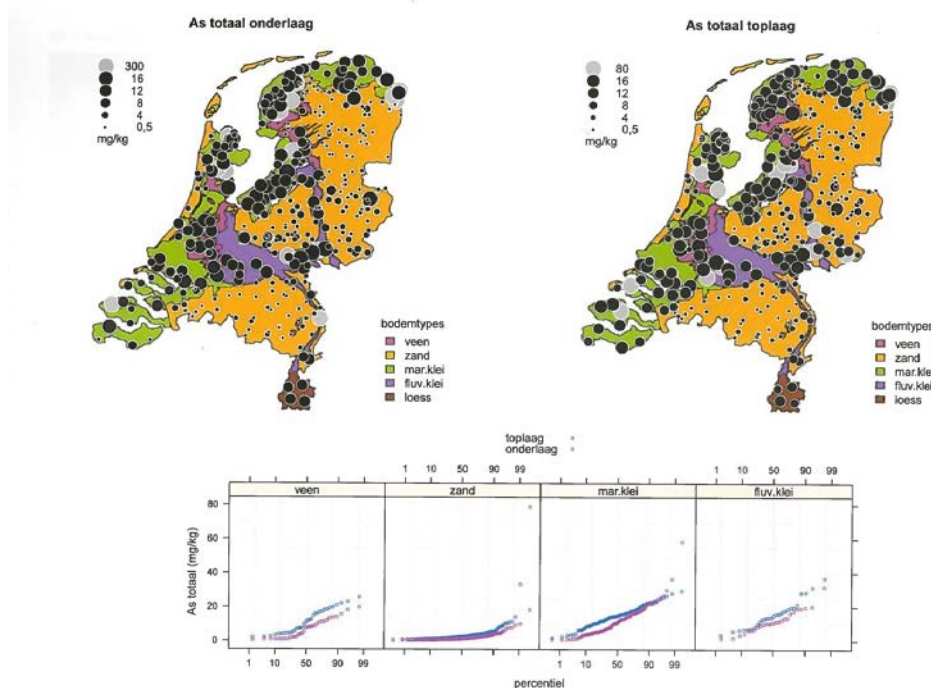 As totaal onderlaag
300
16
12
8
4
0,5
mg/kg
bodemtypes
veen
zand
mar.klei
fluv.klei
loess
As totaal toplaag
80
16
12
8
4
0,5
mg/kg
bodemtypes
veen
zand
mar.klei
fluv.klei
loess
toplaag
onderlaag
1 10 50 90 99 1 10 50 90 99
veen zand mar.klei fluv.klei
As totaal (mg/kg)
80
60
40
20
0
1 10 50 90 99 1 10 50 90 99
percentiel